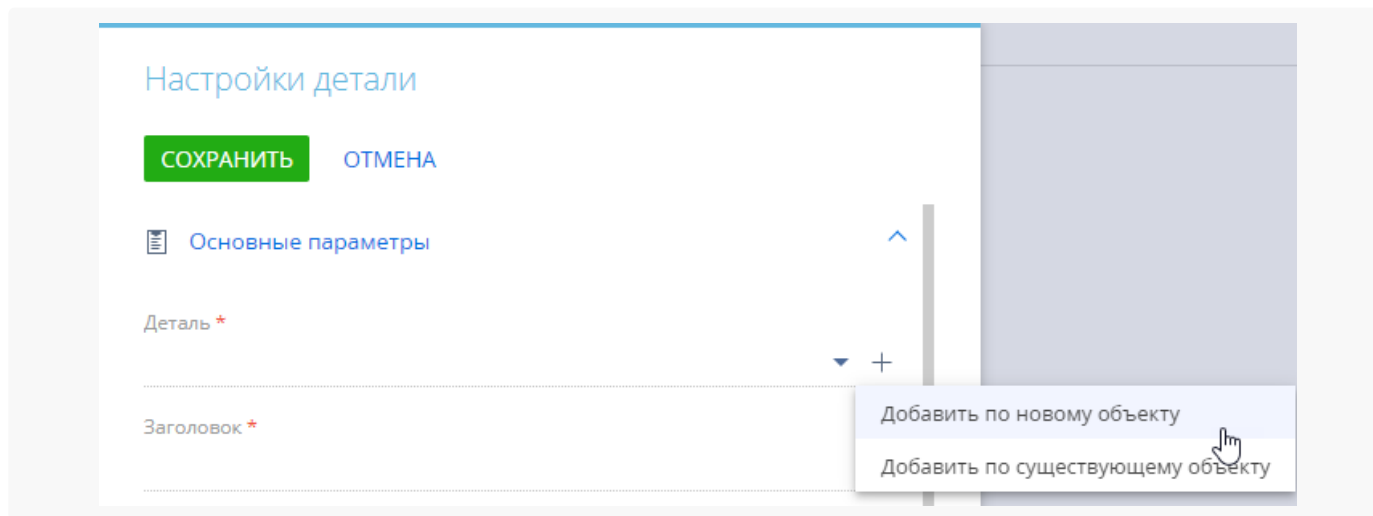 Настройки детали
СОХРАНИТЬ ОТМЕНА
Основные параметры
Деталь *
Заголовок *
Добавить по новому объекту
Добавить по существующему объекту